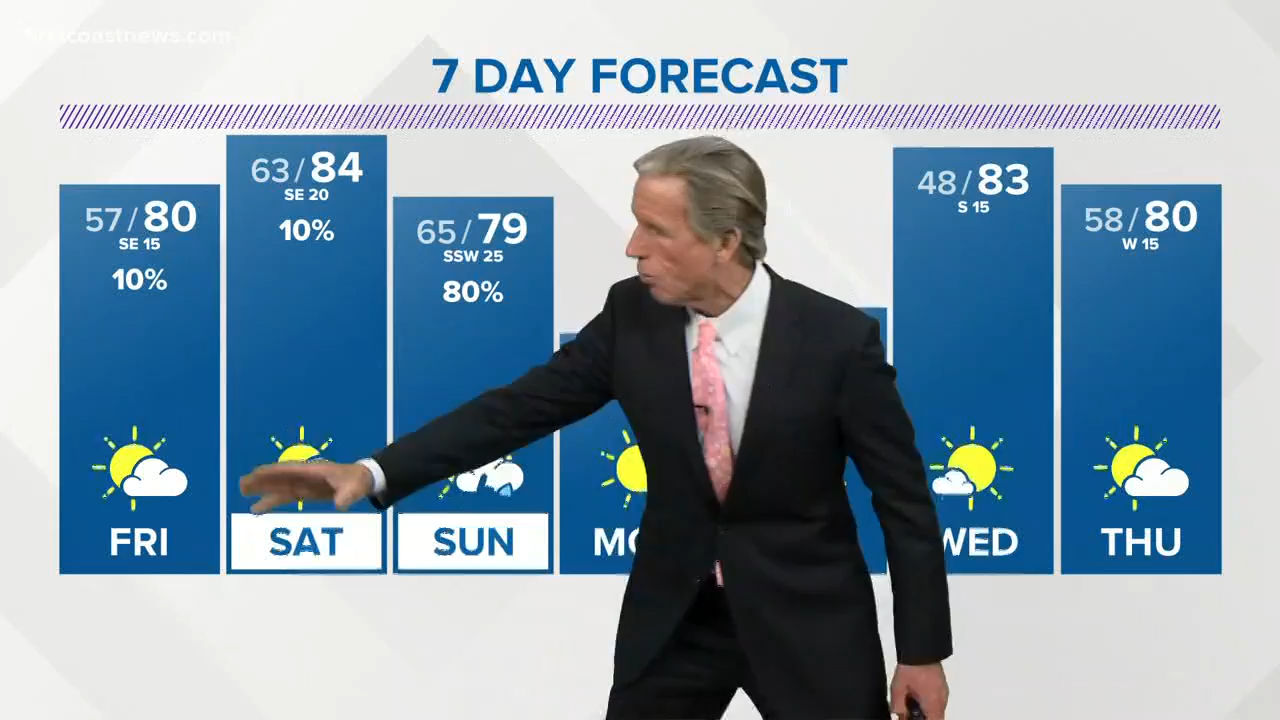 firstcoastnews.com
7 DAY FORECAST
57/80
SE 15
10%
FRI
63/84
SE 20
10%
SAT
65/79
SSW 25
80%
SUN
MO
48/83
S 15
WED
58/80
W 15
THU